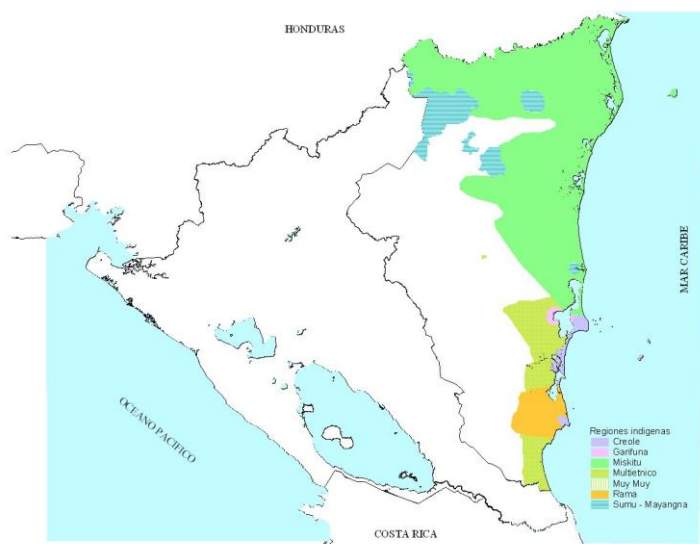 HONDURAS
MAR CARIBE
OCEANO PACIFICO
Regiones indigenas
Creole
Garifuna
Miskitu
Multietnico
Muy Muy
Rama
Sumu - Mayangna
COSTA RICA